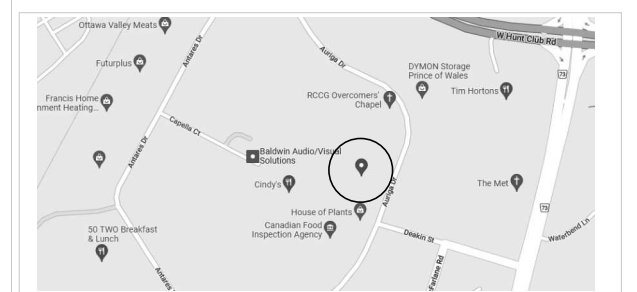 Ottawa Valley Meats
W Hunt Club Rd
Antares Dr
Auriga Dr
Futurplus
DYMON Storage
Prince of Wales
73
Francis Home
nment Heating...
RCCG Overcomers'
Chapel
Tim Hortons
Capella Ct
Antares Dr
Baldwin Audio/Visual
Solutions
Cindy's
The Met
Auriga Dr
House of Plants
73
50 TWO Breakfast
& Lunch
Canadian Food
Inspection Agency
Deakin St
Waterbend Ln
Antares
Farlane Rd